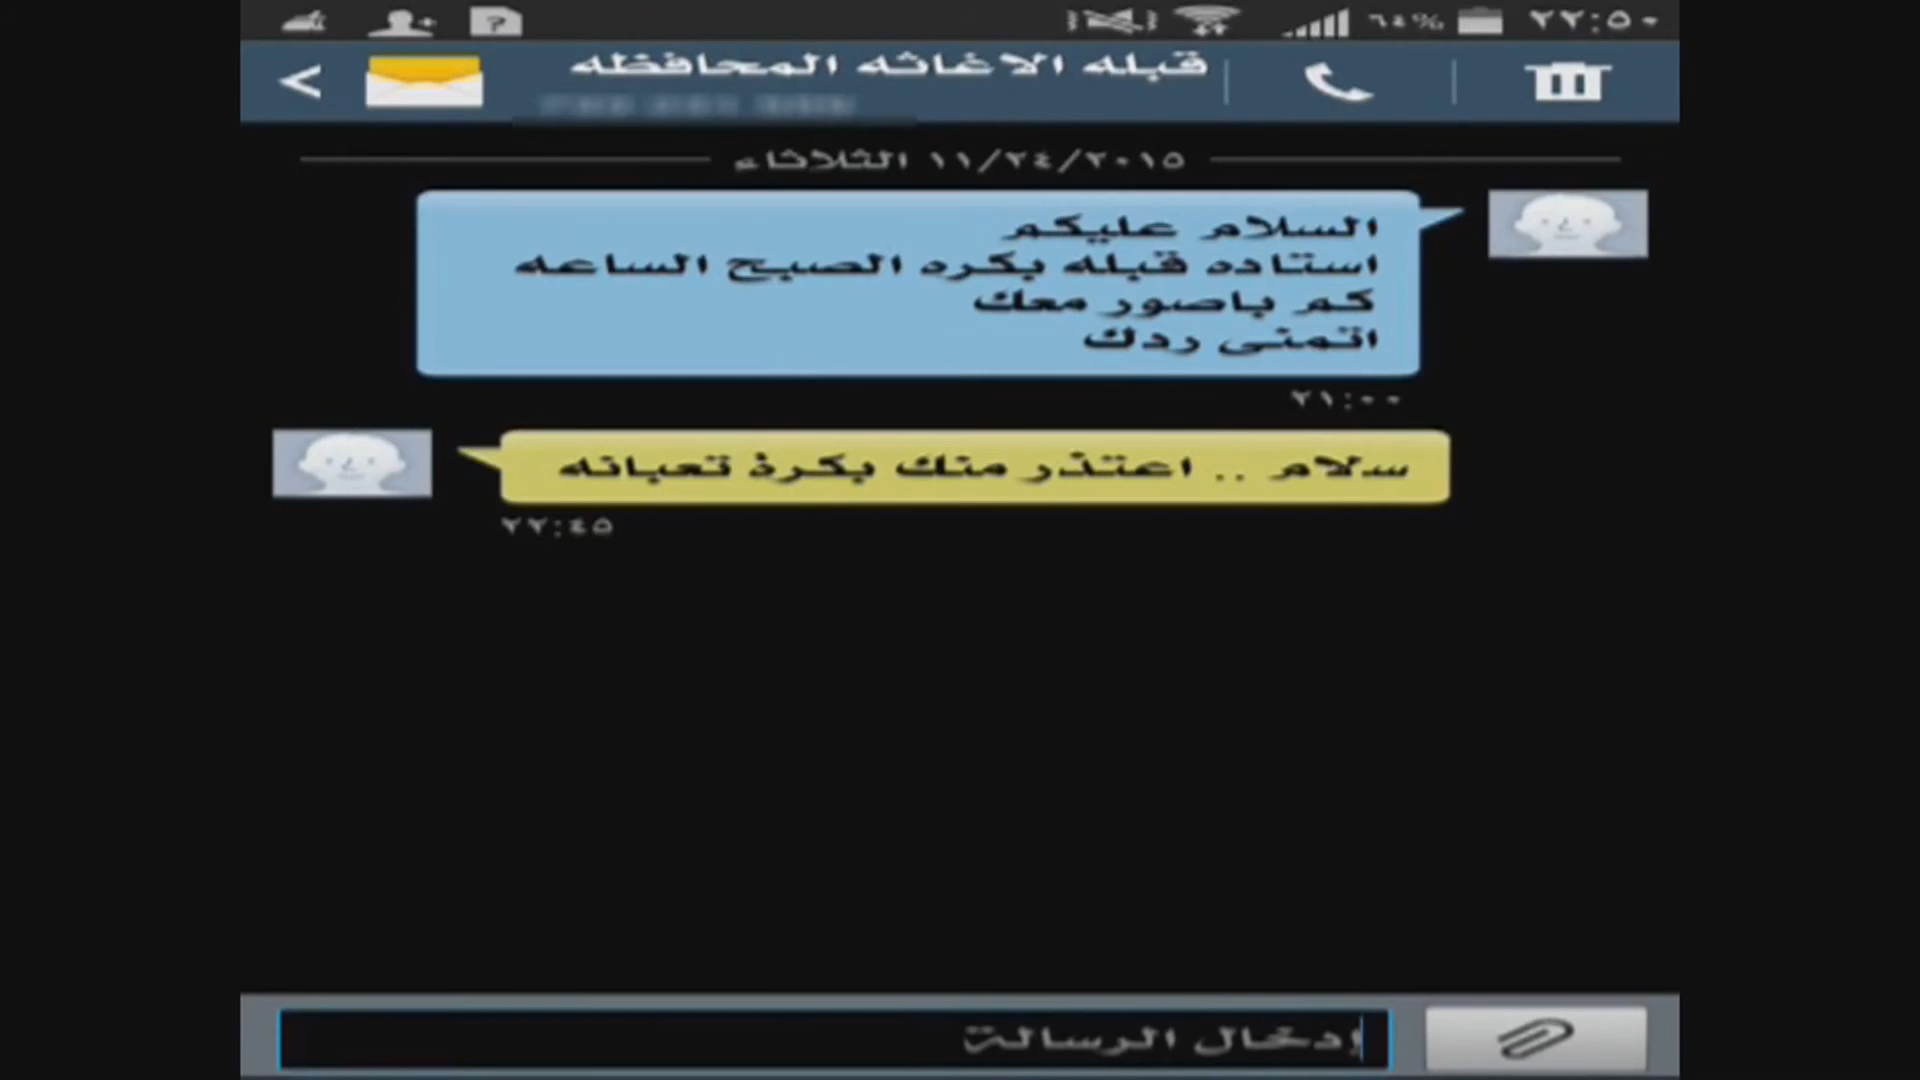 ٦٤% ٢٢:٥٠
قبله الاغاثه المحافظه
١١/٢٤/٢٠١٥ الثلاثاء
السلام عليكم
استاده قبله بكره الصبح الساعه
كم باصور معك
اتمنى ردك
٢١:٠٠
سلام .. اعتذر منك بكرة تعبانه
٢٢:٤٥
إدخال الرسالة